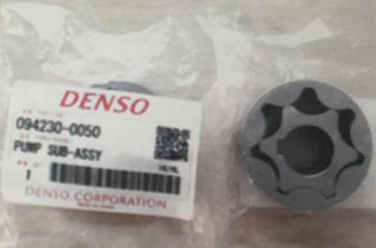 DENSO
094230-0050
PUMP SUB-ASSY
1
DENSO CORPORATION